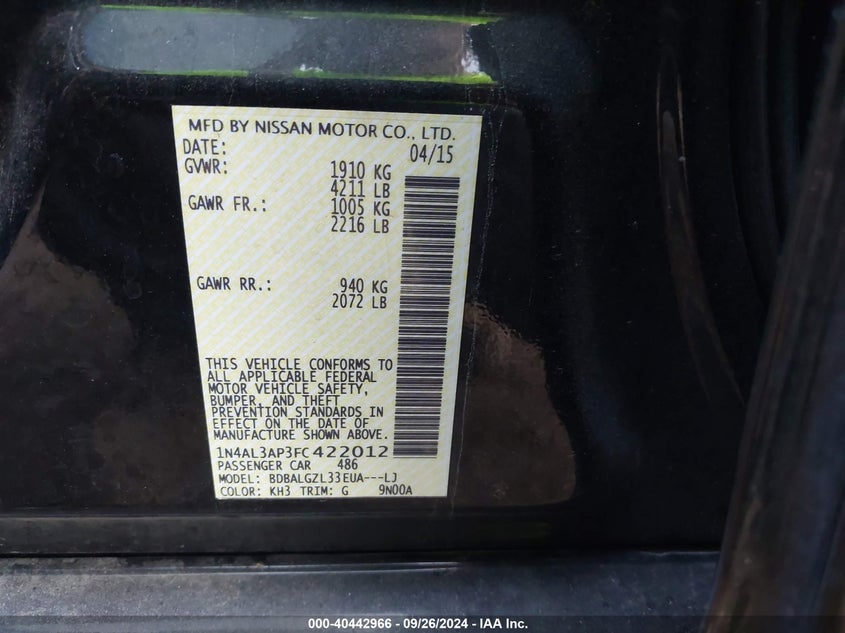 MFD BY NISSAN MOTOR CO., LTD.
DATE: 04/15
GVWR: 1910 KG
4211 LB
GAWR FR.: 1005 KG
2216 LB
GAWR RR.: 940 KG
2072 LB
THIS VEHICLE CONFORMS TO
ALL APPLICABLE FEDERAL
MOTOR VEHICLE SAFETY,
BUMPER, AND THEFT
PREVENTION STANDARDS IN
EFFECT ON THE DATE OF
MANUFACTURE SHOWN ABOVE.
1N4AL3AP3FC422012
PASSENGER CAR 486
MODEL: BDBALGZL33EUA---LJ
COLOR: KH3 TRIM: G 9N00A
000-40442966 - 09/26/2024 - IAA Inc.